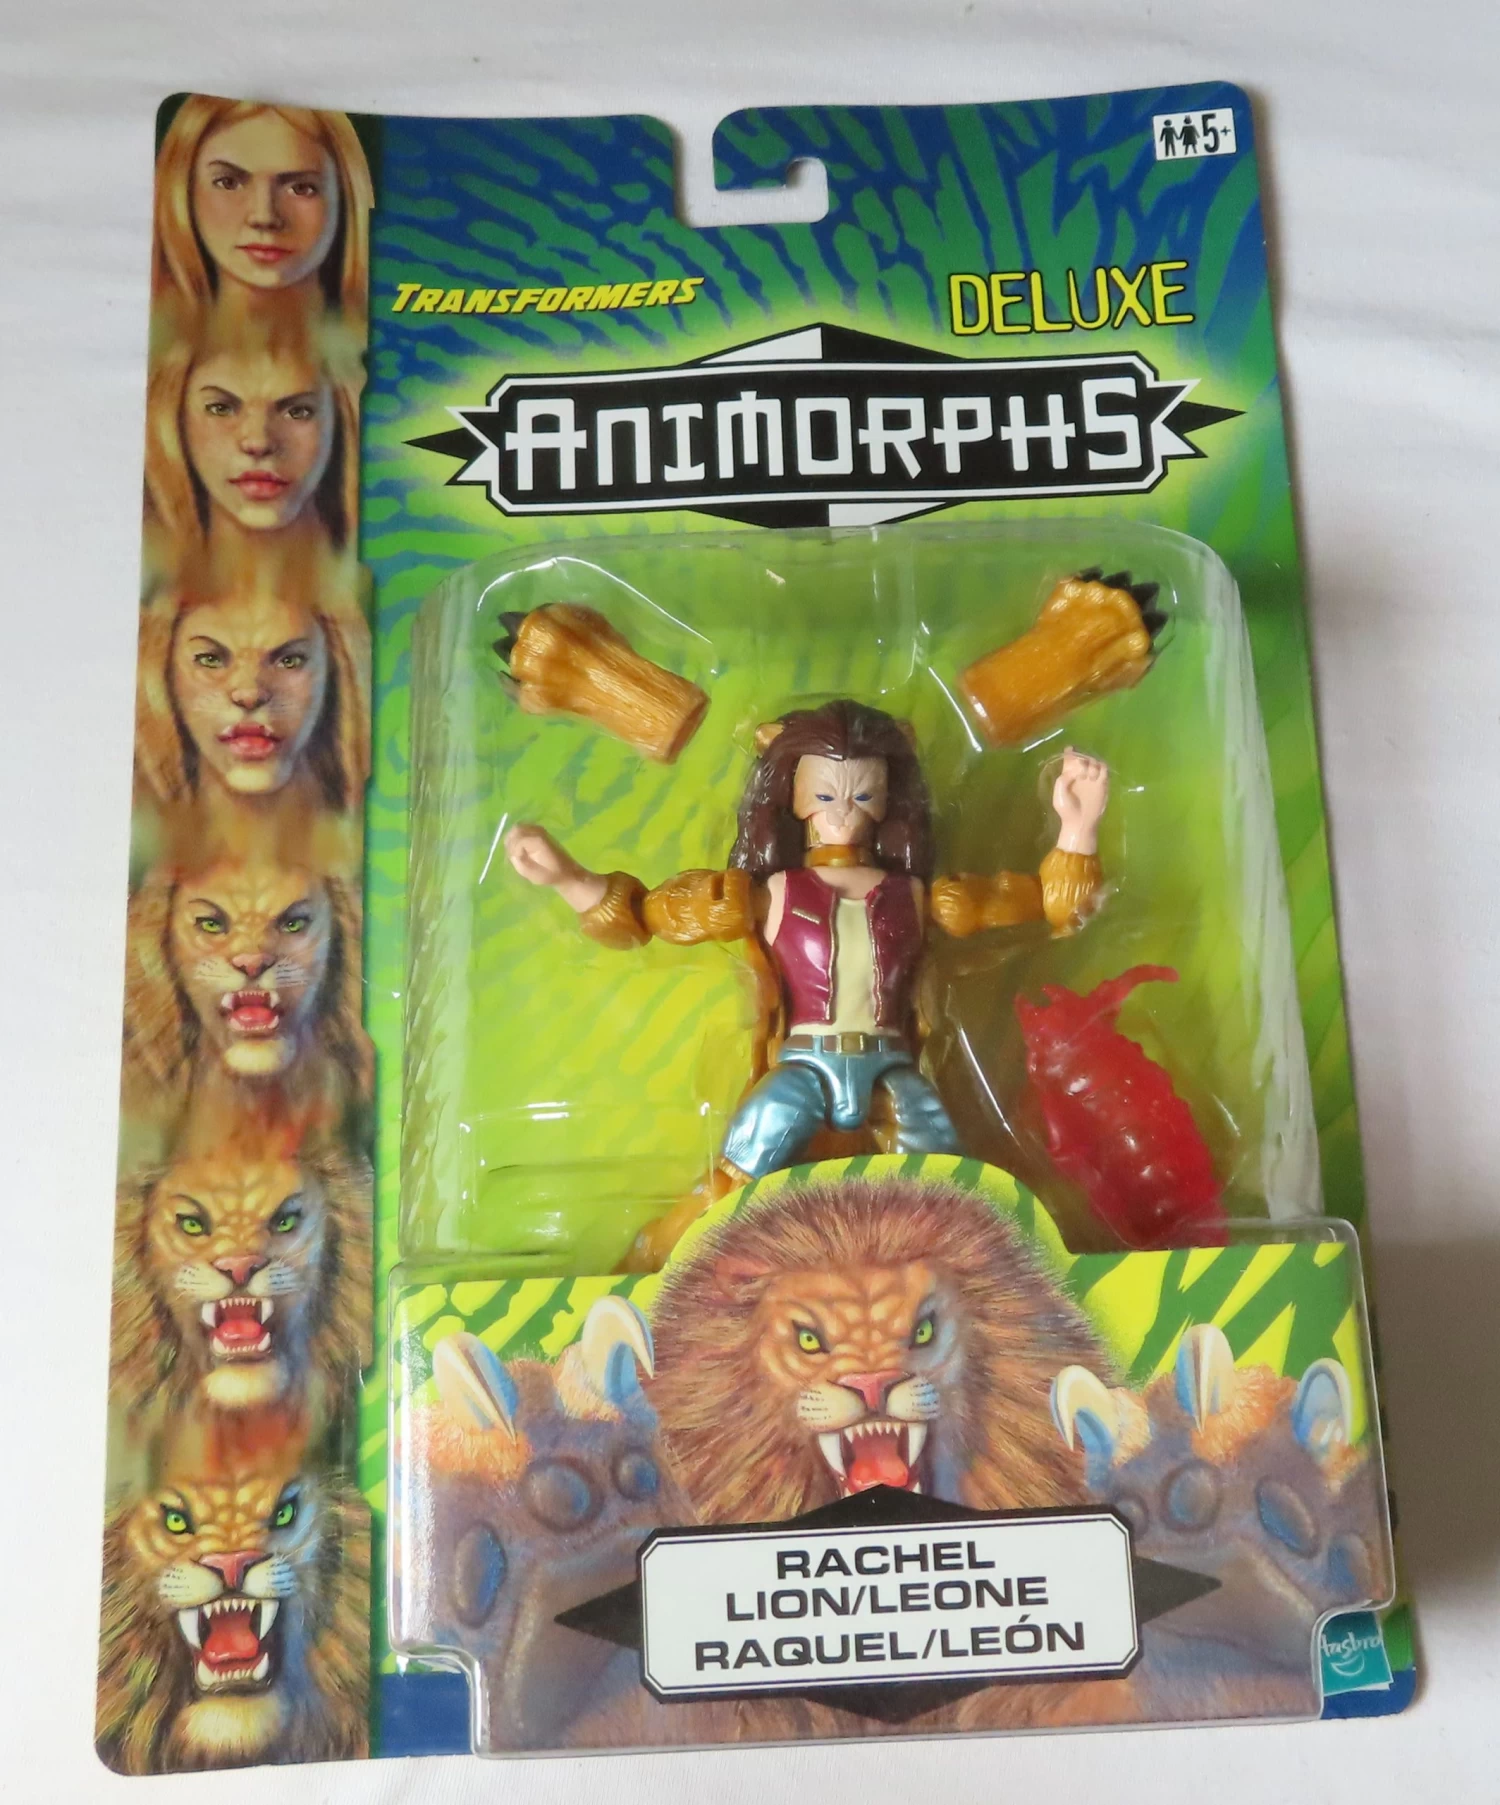 5+
TRANSFORMERS
DELUXE
ANIMORPHS
RACHEL
LION/LEONE
RAQUEL/LEÓN
Hasbro